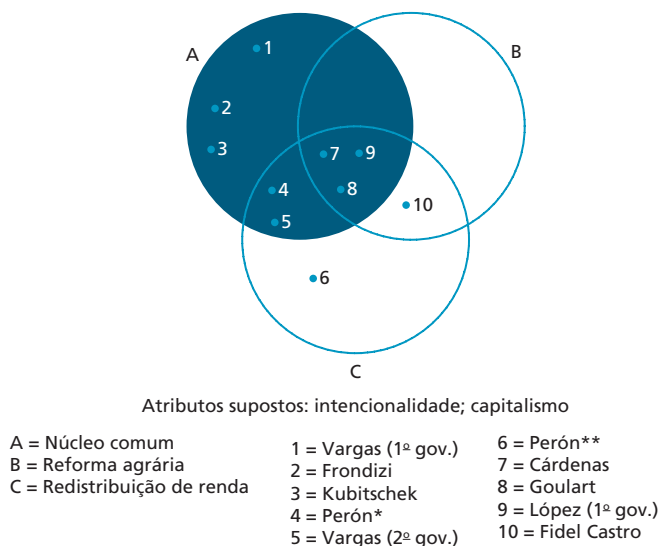 1
A
B
2
3
7
9
4
8
10
5
6
C
Atributos supostos: intencionalidade; capitalismo
A = Núcleo comum
B = Reforma agrária
C = Redistribuição de renda
1 = Vargas (1º gov.)
2 = Frondizi
3 = Kubitschek
4 = Perón*
5 = Vargas (2º gov.)
6 = Perón**
7 = Cárdenas
8 = Goulart
9 = López (1º gov.)
10 = Fidel Castro